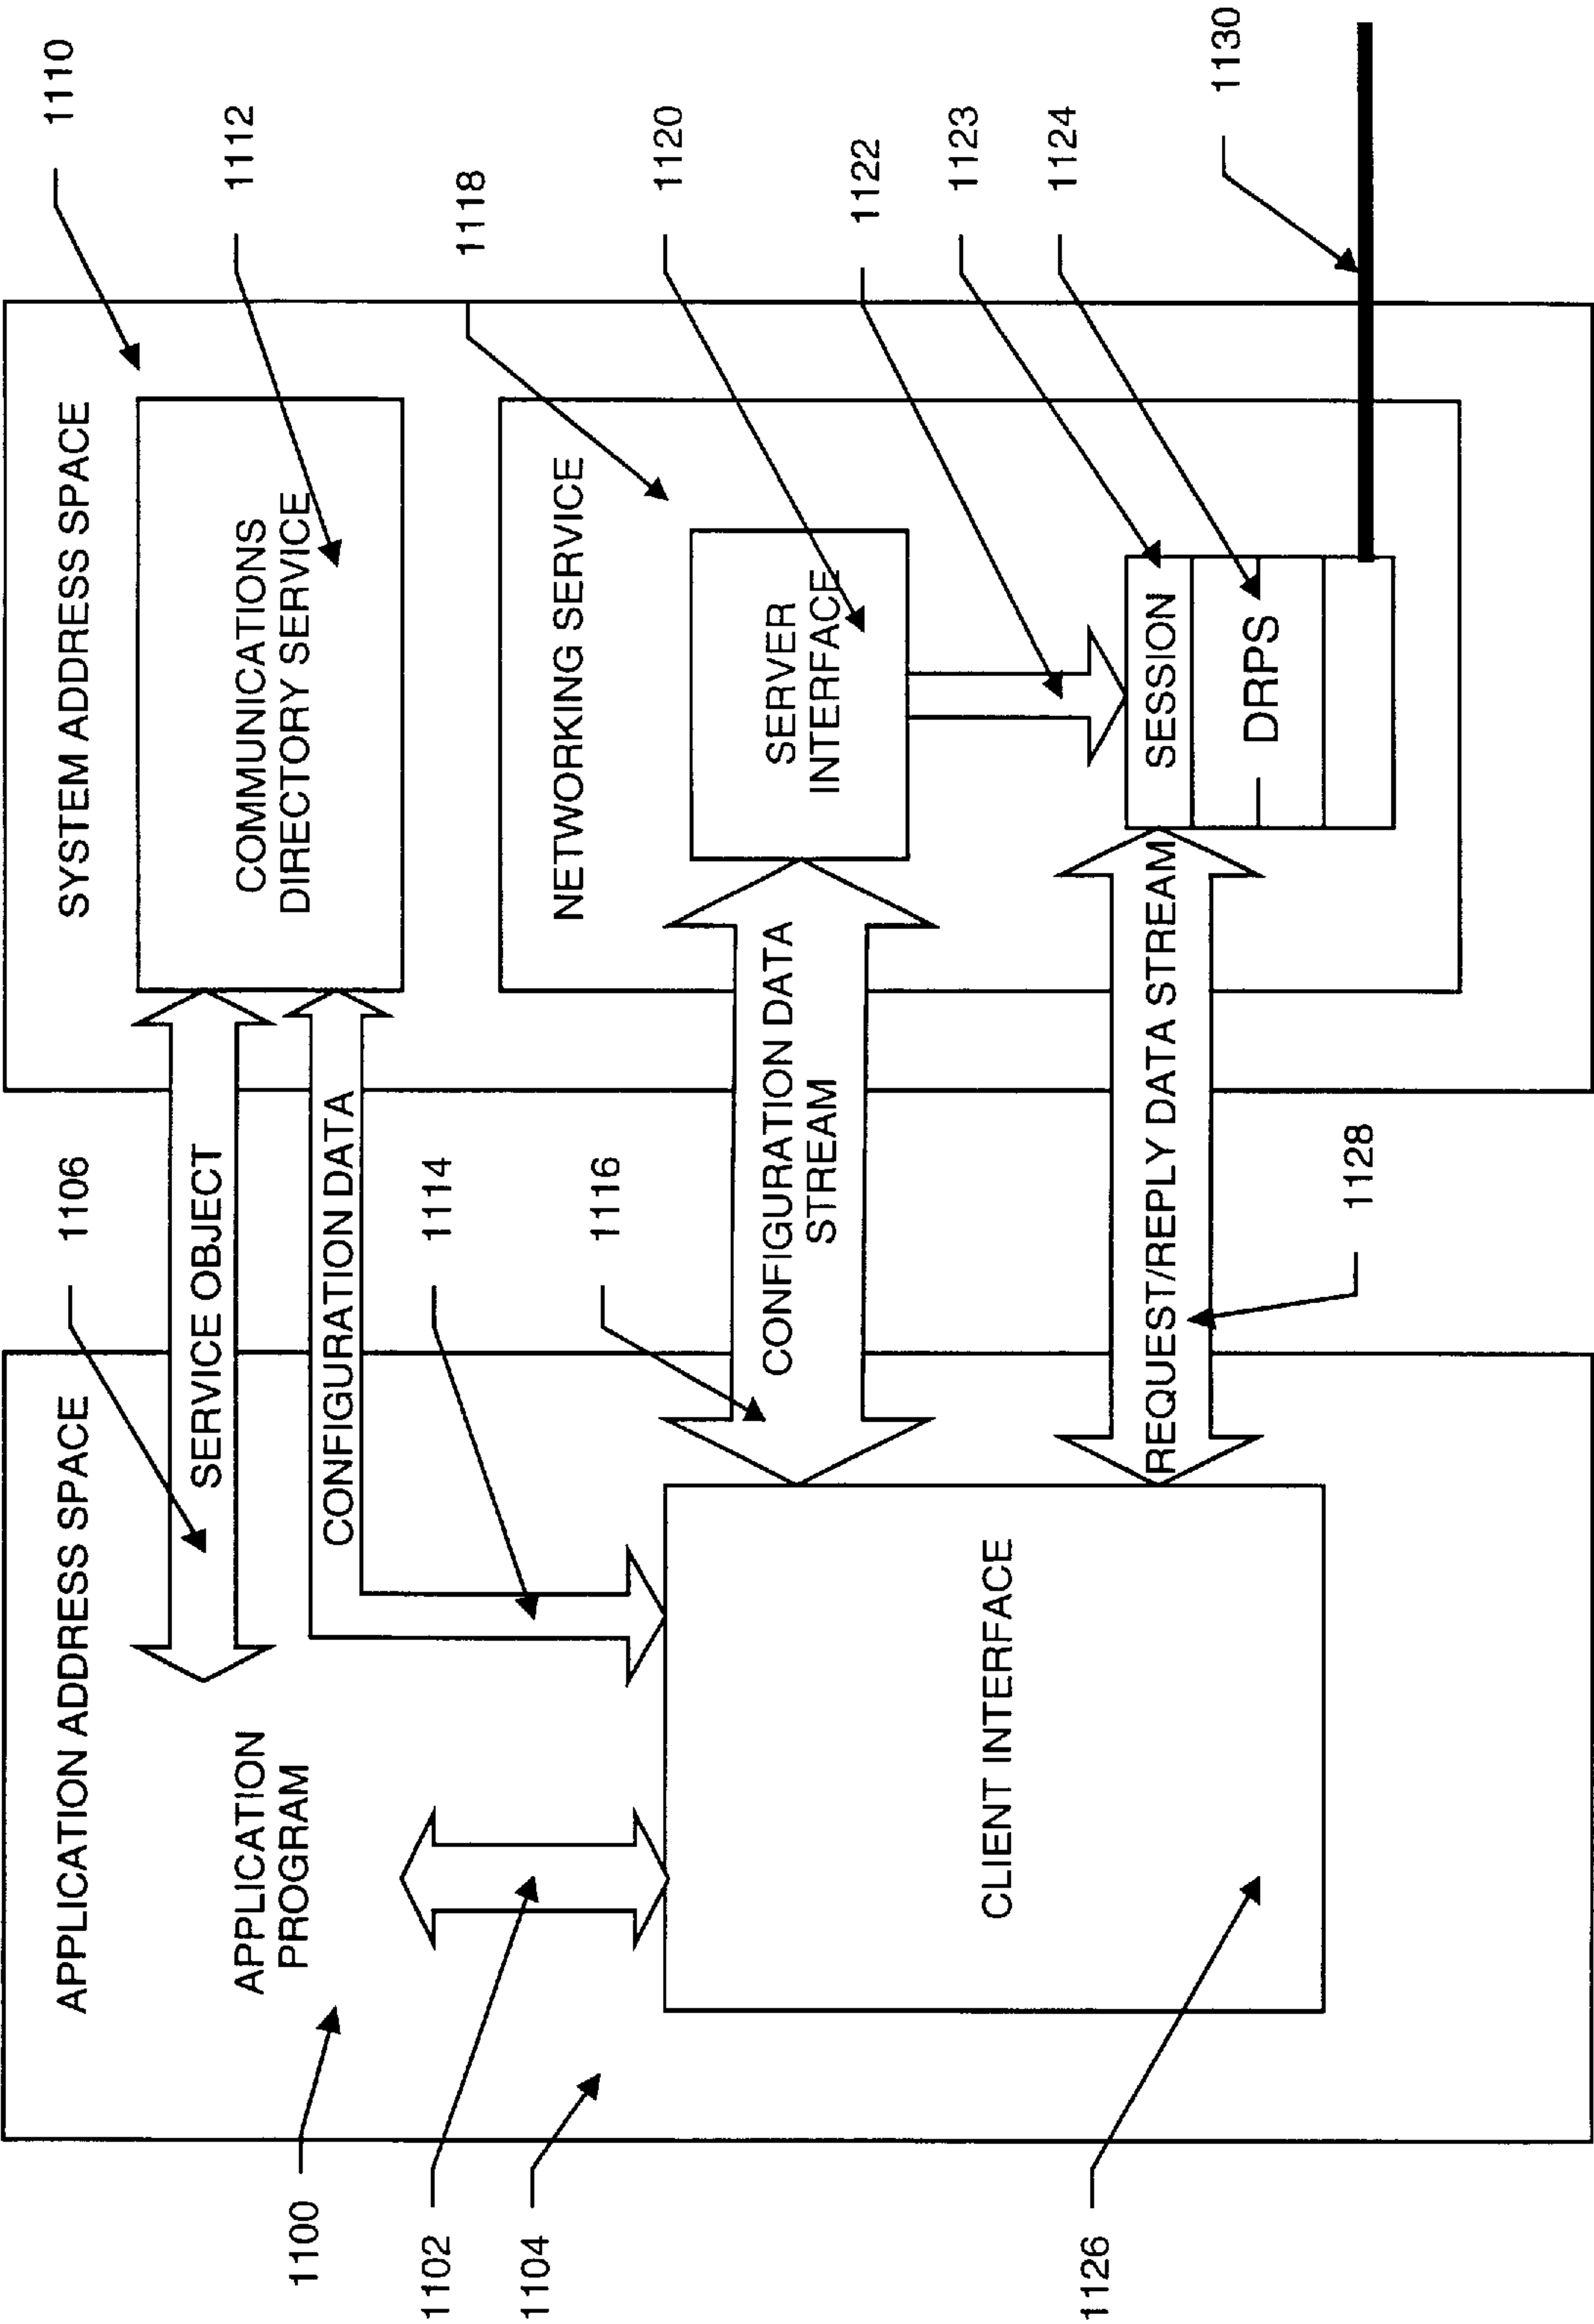 APPLICATION ADDRESS SPACE
APPLICATION
PROGRAM
CLIENT INTERFACE
1100
1102
1104
1126
SERVICE OBJECT
CONFIGURATION DATA
CONFIGURATION DATA
STREAM
REQUEST/REPLY DATA STREAM
1106
1114
1116
1128
SYSTEM ADDRESS SPACE
COMMUNICATIONS
DIRECTORY SERVICE
NETWORKING SERVICE
SERVER
INTERFACE
SESSION
DRPS
1110
1112
1118
1120
1122
1123
1124
1130